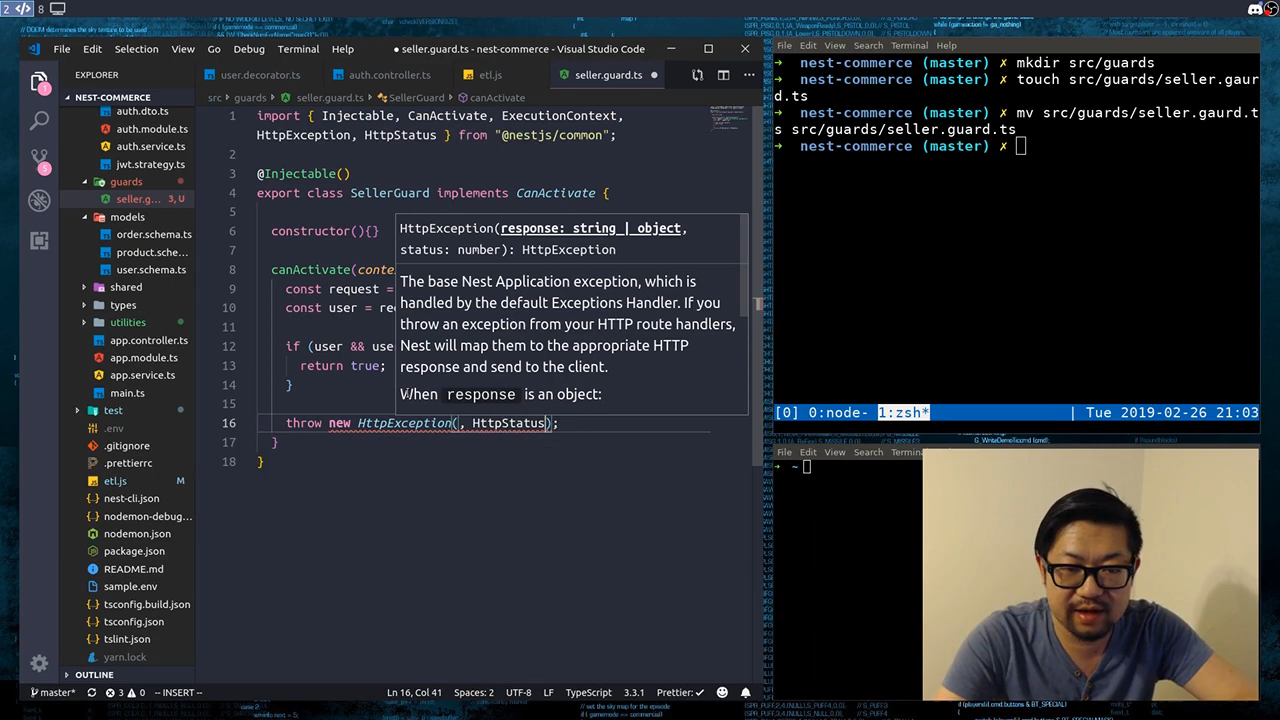 2
8
File Edit Selection View Go Debug Terminal Help
● seller.guard.ts - nest-commerce - Visual Studio Code
EXPLORER
NEST-COMMERCE
auth.dto.ts
auth.module.ts
auth.service.ts
jwt.strategy.ts
guards
seller.g... 3, U
models
order.schema.ts
product.sche...
user.schema.ts
shared
types
utilities
app.controller.ts
app.module.ts
app.service.ts
main.ts
test
.env
.gitignore
.prettierrc
etl.js M
nest-cli.json
nodemon-debug...
nodemon.json
package.json
README.md
sample.env
tsconfig.build.json
tsconfig.json
tslint.json
yarn.lock
OUTLINE
user.decorator.ts auth.controller.ts etl.js seller.guard.ts ●
src › guards › seller.guard.ts › SellerGuard › canActivate
1 import { Injectable, CanActivate, ExecutionContext,
HttpException, HttpStatus } from "@nestjs/common";
2
3 @Injectable()
4 export class SellerGuard implements CanActivate {
5
6 constructor(){}
7
8 canActivate(conte
9 const request =
10 const user = re
11
12 if (user && use
13 return true;
14 }
15
16 throw new HttpException(, HttpStatus);
17 }
18 }
HttpException(response: string | object,
status: number): HttpException
The base Nest Application exception, which is
handled by the default Exceptions Handler. If you
throw an exception from your HTTP route handlers,
Nest will map them to the appropriate HTTP
response and send to the client.
When response is an object:
master* 3 0 -- INSERT -- Ln 16, Col 41 Spaces: 2 UTF-8 LF TypeScript 3.3.1 Prettier: ✓
File Edit View Search Terminal Help
→ nest-commerce (master) ✗ mkdir src/guards
→ nest-commerce (master) ✗ touch src/guards/seller.gaur
d.ts
→ nest-commerce (master) ✗ mv src/guards/seller.gaurd.t
s src/guards/seller.guard.ts
→ nest-commerce (master) ✗
[0] 0:node- 1:zsh* | Tue 2019-02-26 21:03
File Edit View Search
→ ~